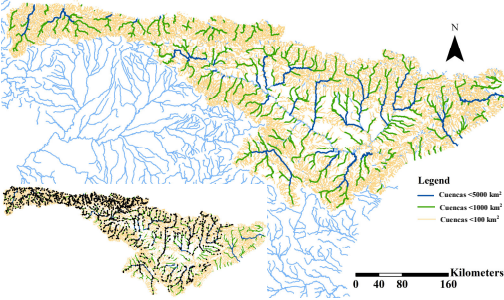 N
Legend
Cuencas <5000 km²
Cuencas <1000 km²
Cuencas <100 km²
Kilometers
0 40 80 160